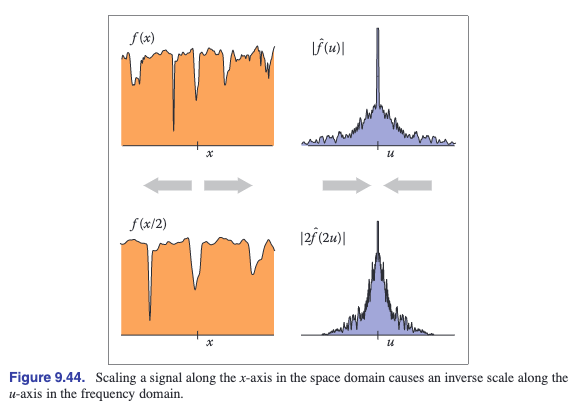 f(x)
|f̂(u)|
x
u
f(x/2)
|2f̂(2u)|
x
u
Figure 9.44. Scaling a signal along the x-axis in the space domain causes an inverse scale along the
u-axis in the frequency domain.